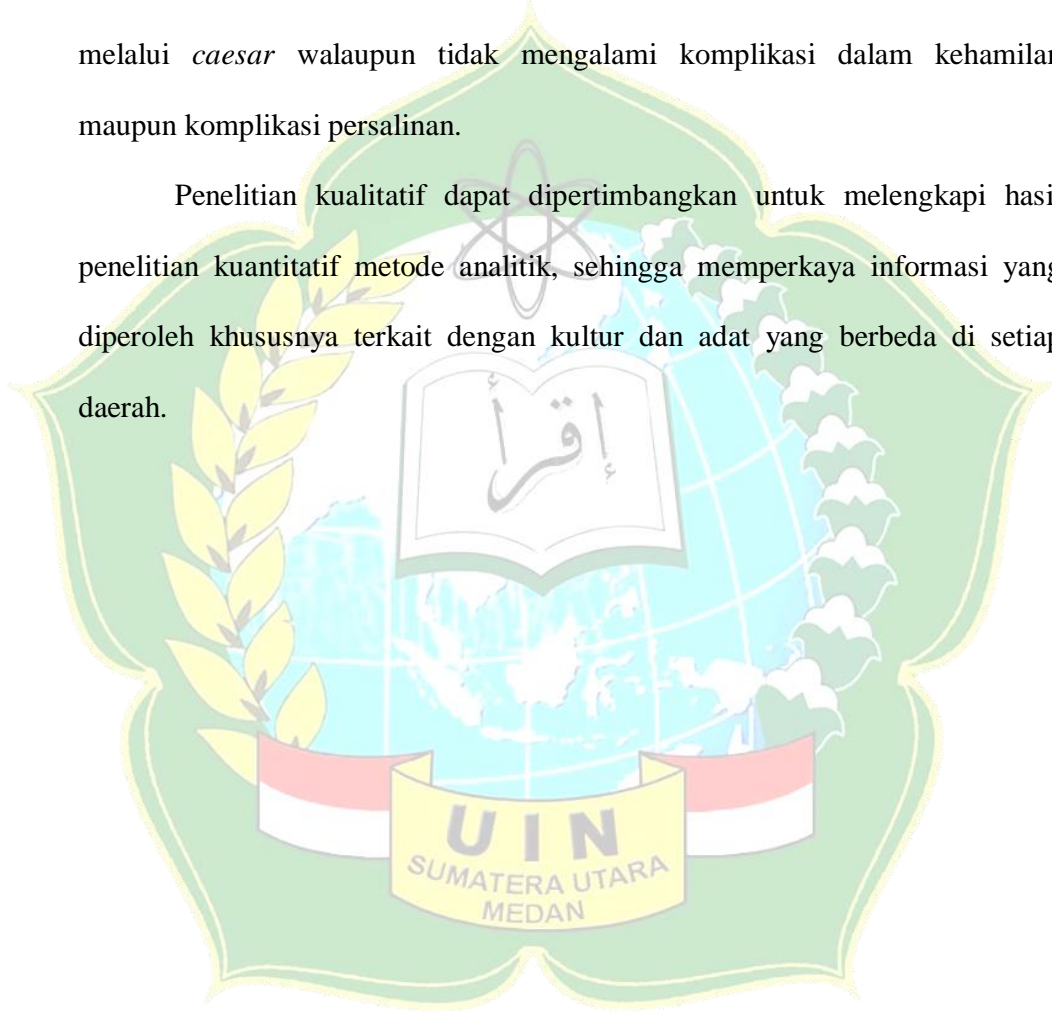 melalui caesar walaupun tidak mengalami komplikasi dalam kehamilan
maupun komplikasi persalinan.
Penelitian kualitatif dapat dipertimbangkan untuk melengkapi hasi
penelitian kuantitatif metode analitik, sehingga memperkaya informasi yang
diperoleh khususnya terkait dengan kultur dan adat yang berbeda di setiap
daerah.
إقرأ
UIN
SUMATERA UTARA
MEDAN